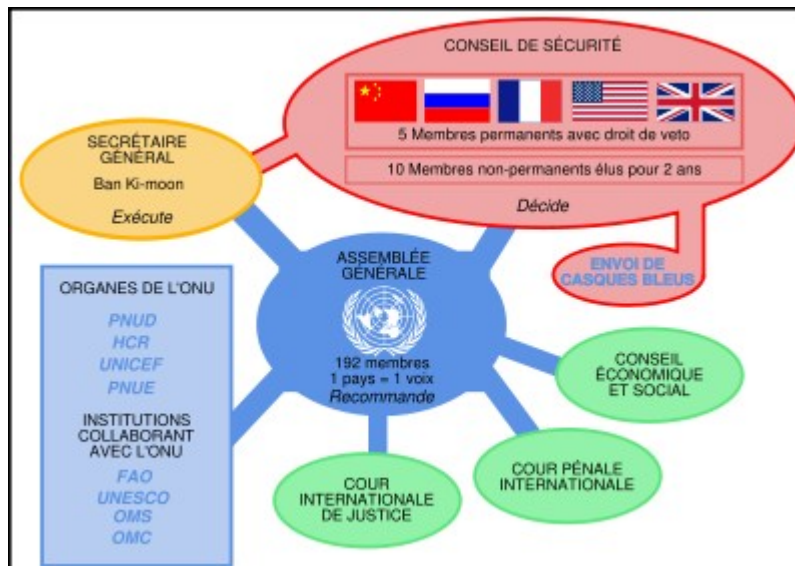 CONSEIL DE SÉCURITÉ
5 Membres permanents avec droit de veto
10 Membres non-permanents élus pour 2 ans
Décide
ENVOI DE
CASQUES BLEUS
SECRÉTAIRE
GÉNÉRAL
Ban Ki-moon
Exécute
ASSEMBLÉE
GÉNÉRALE
192 membres
1 pays = 1 voix
Recommande
ORGANES DE L'ONU
PNUD
HCR
UNICEF
PNUE
INSTITUTIONS
COLLABORANT
AVEC L'ONU
FAO
UNESCO
OMS
OMC
CONSEIL
ÉCONOMIQUE
ET SOCIAL
COUR PÉNALE
INTERNATIONALE
COUR
INTERNATIONALE
DE JUSTICE